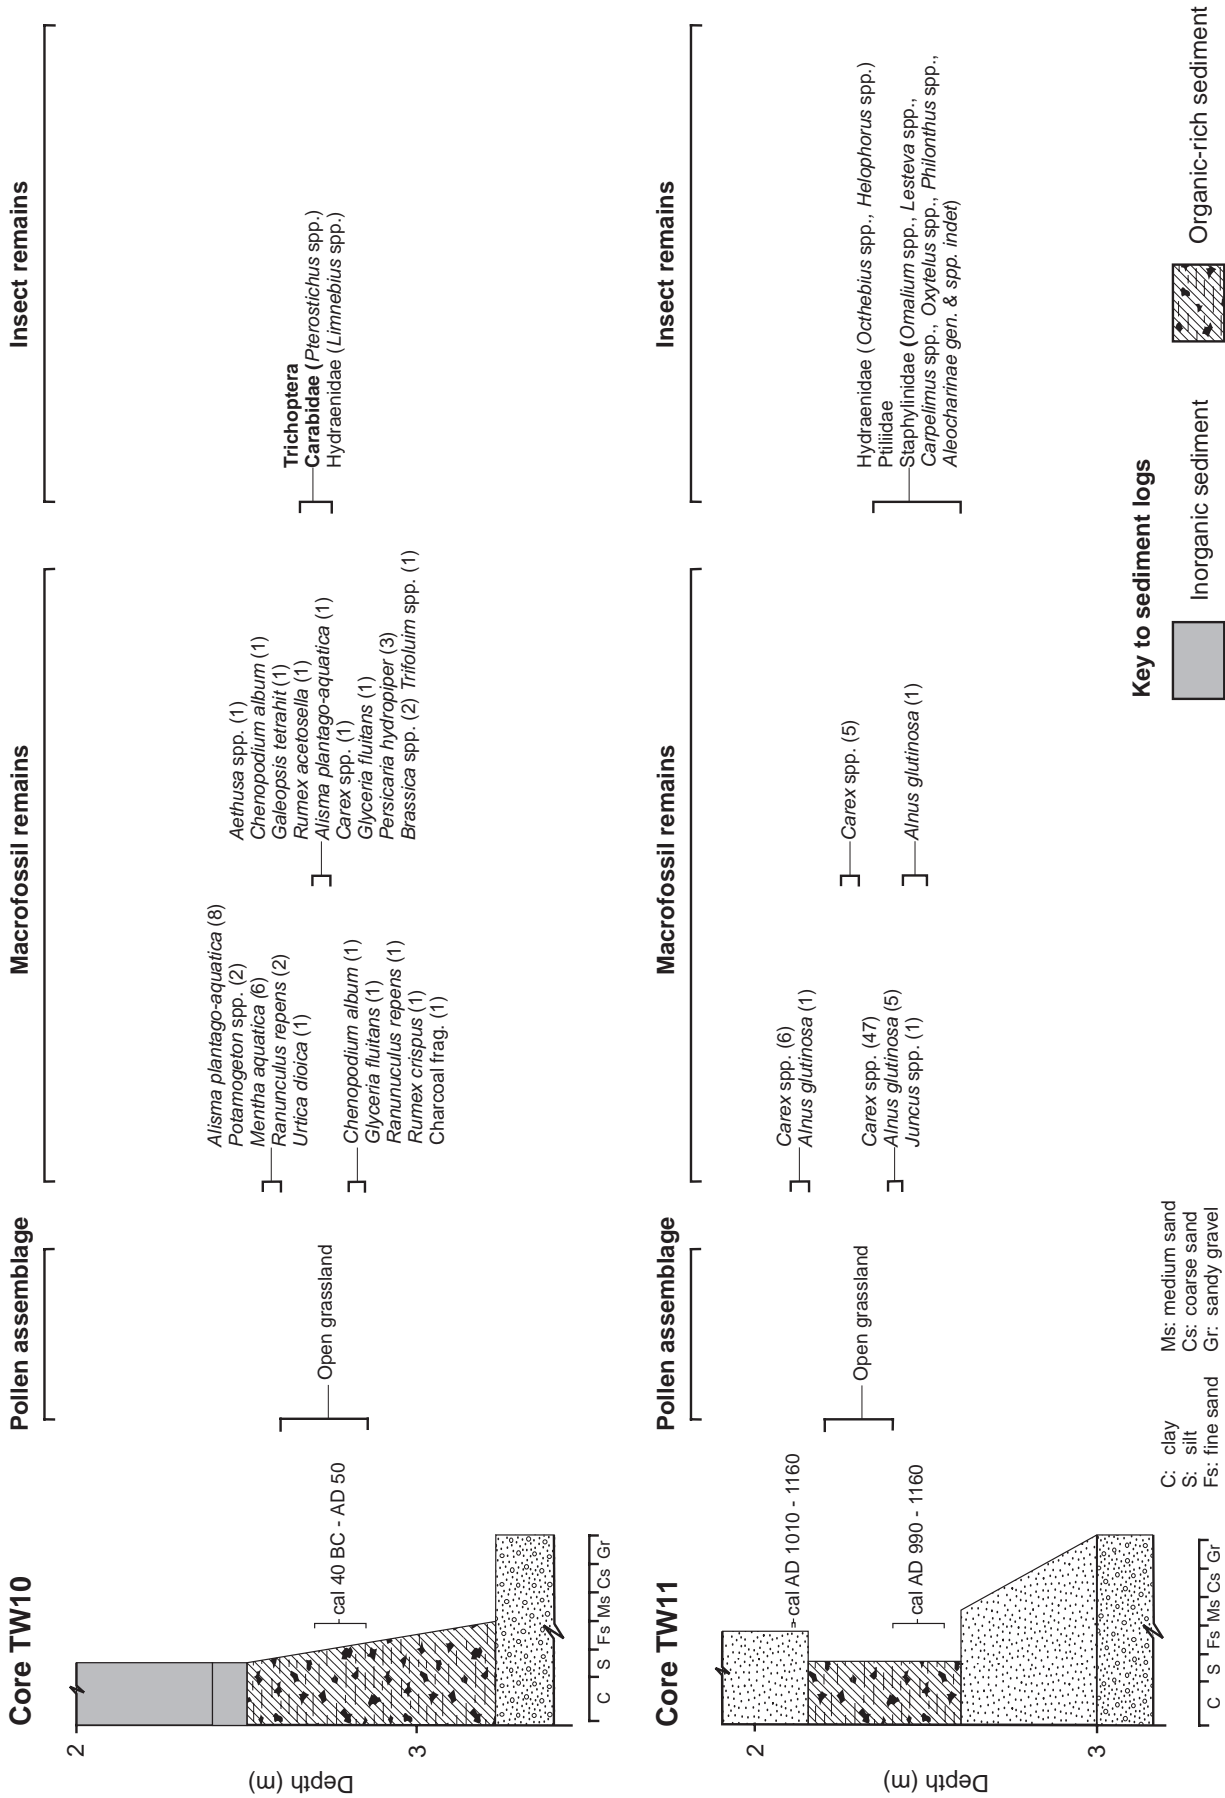 Core TW10
Pollen assemblage
Macrofossil remains
Insect remains
2
3
Depth (m)
C S Fs Ms Cs Gr
cal 40 BC - AD 50
Open grassland
Alisma plantago-aquatica (8)
Potamogeton spp. (2)
Mentha aquatica (6)
Ranunculus repens (2)
Urtica dioica (1)
Chenopodium album (1)
Glyceria fluitans (1)
Ranunuculus repens (1)
Rumex crispus (1)
Charcoal frag. (1)
Aethusa spp. (1)
Chenopodium album (1)
Galeopsis tetrahit (1)
Rumex acetosella (1)
Alisma plantago-aquatica (1)
Carex spp. (1)
Glyceria fluitans (1)
Persicaria hydropiper (3)
Brassica spp. (2) Trifoluim spp. (1)
Trichoptera
Carabidae (Pterostichus spp.)
Hydraenidae (Limnebius spp.)
Core TW11
Pollen assemblage
Macrofossil remains
Insect remains
2
3
Depth (m)
C S Fs Ms Cs Gr
cal AD 1010 - 1160
cal AD 990 - 1160
Open grassland
Carex spp. (6)
Alnus glutinosa (1)
Carex spp. (47)
Alnus glutinosa (5)
Juncus spp. (1)
Carex spp. (5)
Alnus glutinosa (1)
Hydraenidae (Octhebius spp., Helophorus spp.)
Ptiliidae
Staphylinidae (Omalium spp., Lesteva spp.,
Carpelimus spp., Oxytelus spp., Philonthus spp.,
Aleocharinae gen. & spp. indet)
C: clay
S: silt
Fs: fine sand
Ms: medium sand
Cs: coarse sand
Gr: sandy gravel
Key to sediment logs
Inorganic sediment
Organic-rich sediment